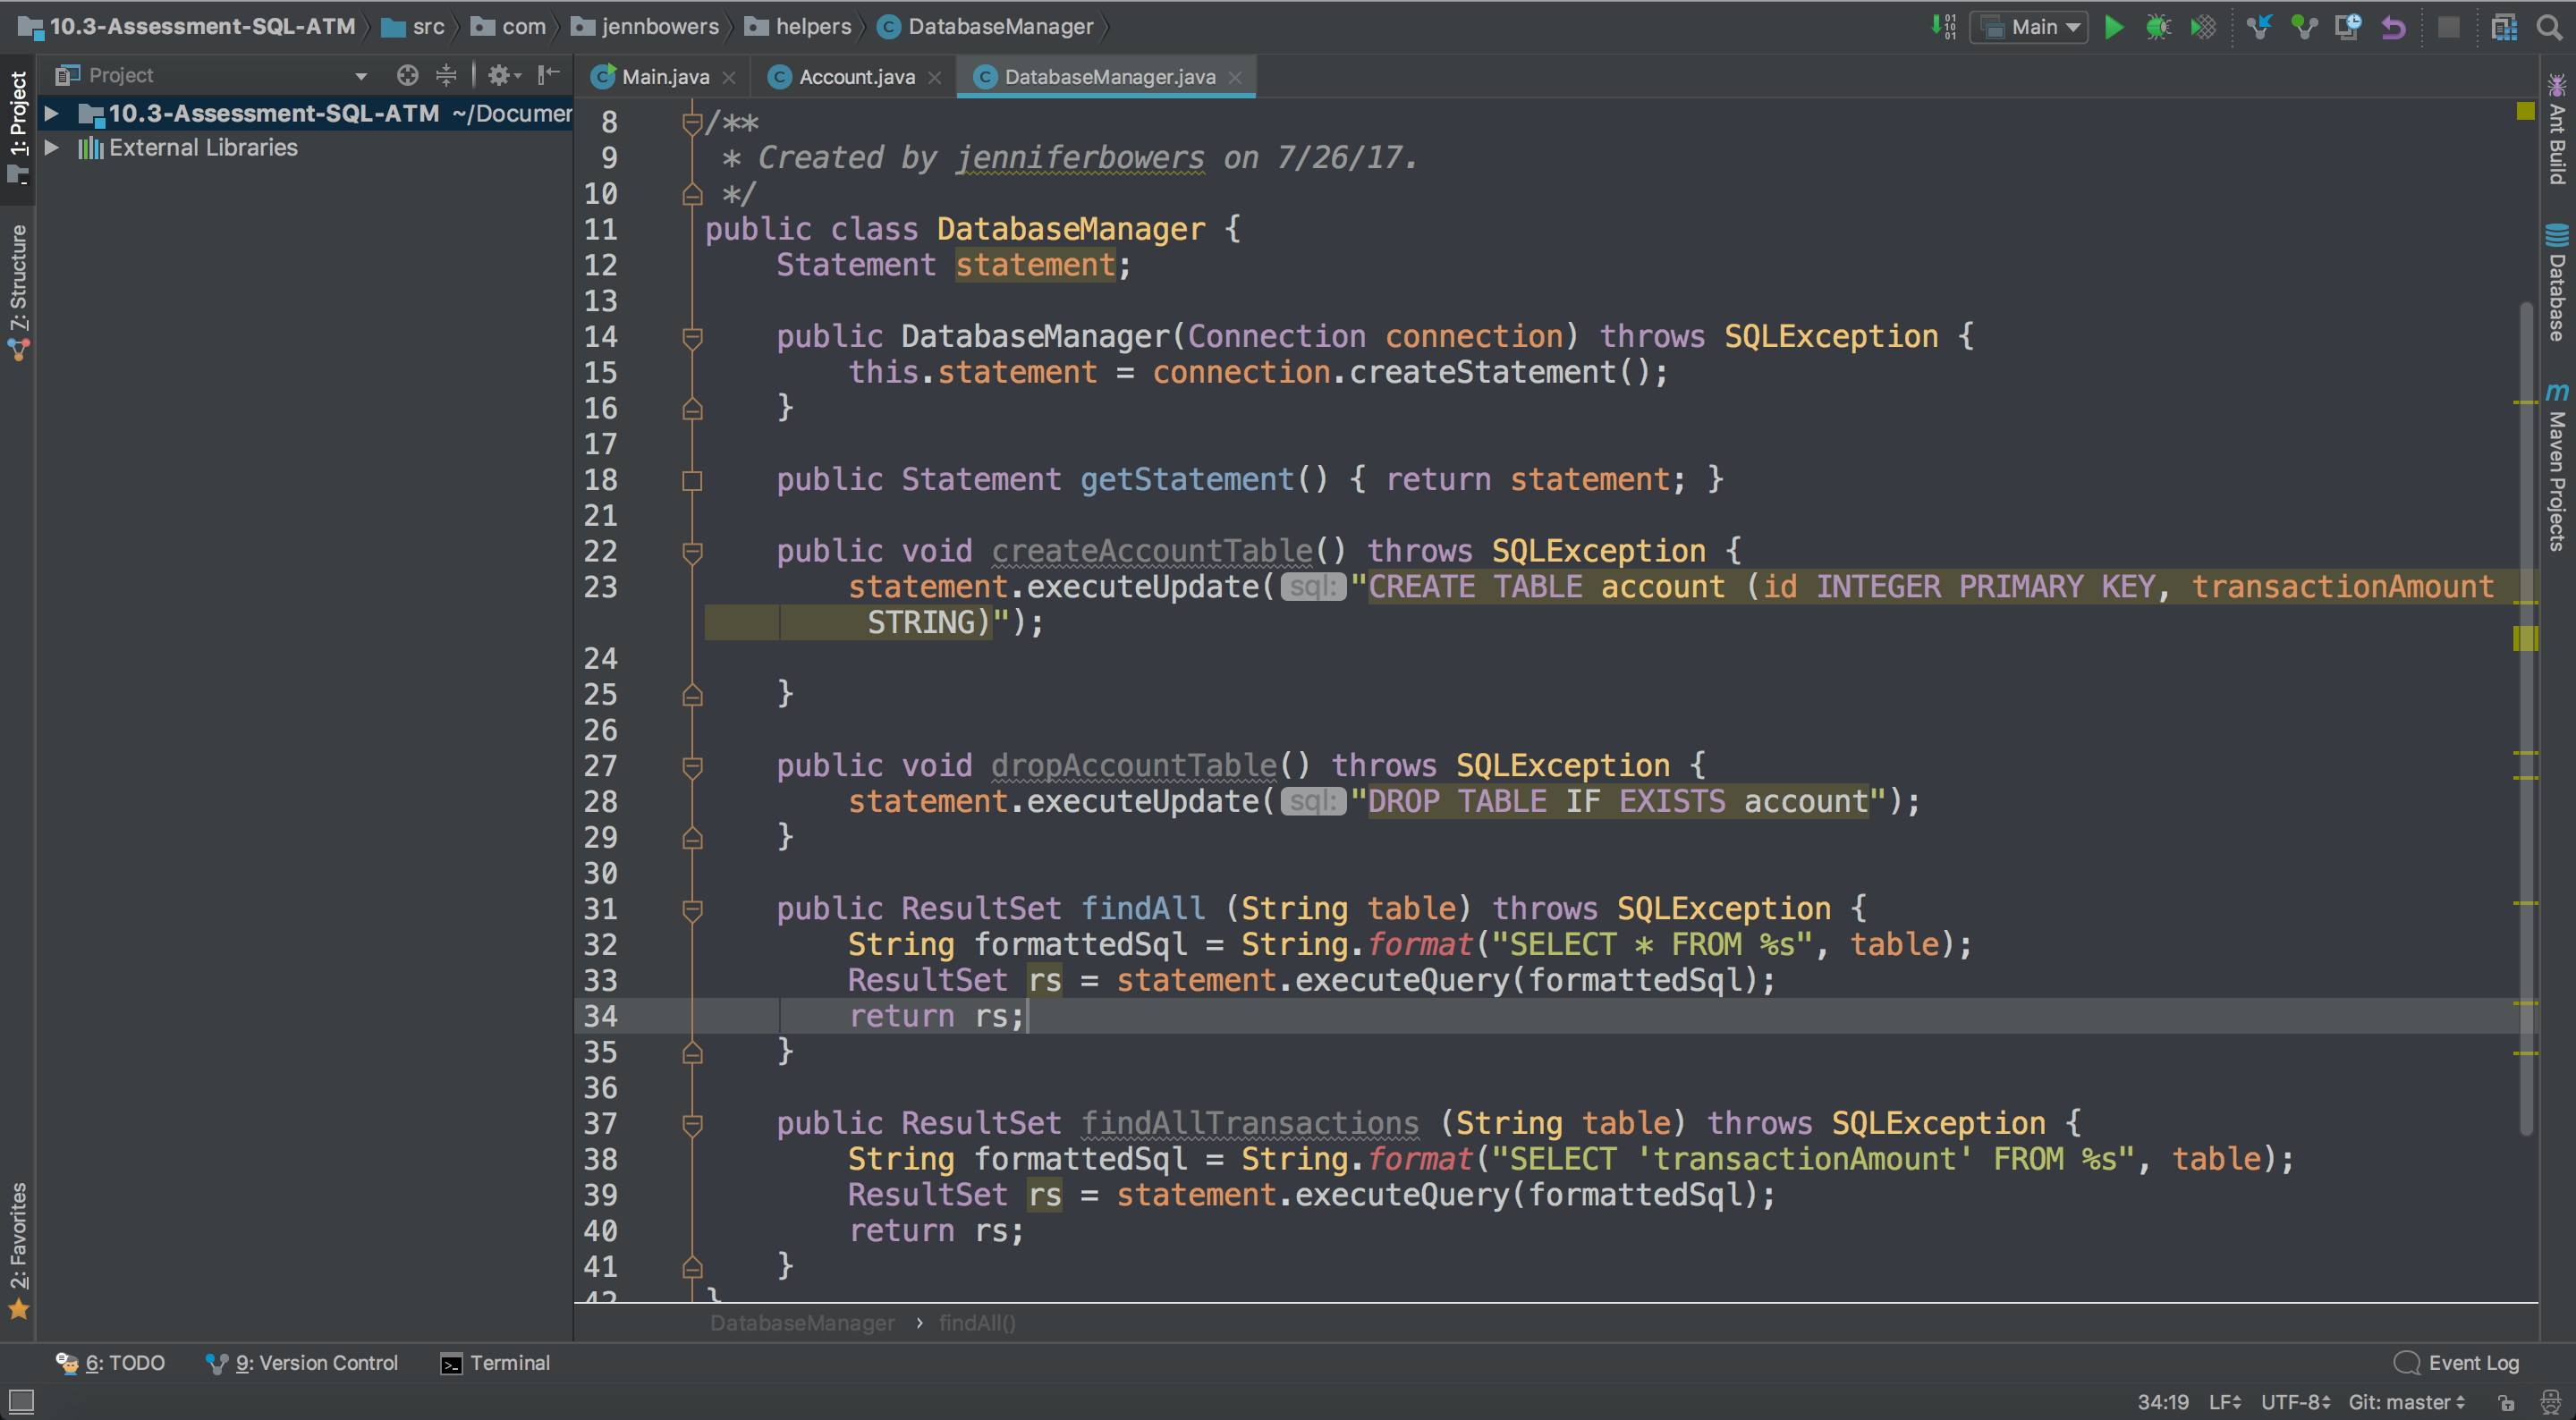 10.3-Assessment-SQL-ATM src com jennbowers helpers DatabaseManager
Main
Project
Main.java Account.java DatabaseManager.java
10.3-Assessment-SQL-ATM ~/Documen
External Libraries
1: Project
7: Structure
2: Favorites
8 /**
9 * Created by jenniferbowers on 7/26/17.
10 */
11 public class DatabaseManager {
12 Statement statement;
13
14 public DatabaseManager(Connection connection) throws SQLException {
15 this.statement = connection.createStatement();
16 }
17
18 public Statement getStatement() { return statement; }
21
22 public void createAccountTable() throws SQLException {
23 statement.executeUpdate( sql: "CREATE TABLE account (id INTEGER PRIMARY KEY, transactionAmount
STRING)");
24
25 }
26
27 public void dropAccountTable() throws SQLException {
28 statement.executeUpdate( sql: "DROP TABLE IF EXISTS account");
29 }
30
31 public ResultSet findAll (String table) throws SQLException {
32 String formattedSql = String.format("SELECT * FROM %s", table);
33 ResultSet rs = statement.executeQuery(formattedSql);
34 return rs;
35 }
36
37 public ResultSet findAllTransactions (String table) throws SQLException {
38 String formattedSql = String.format("SELECT 'transactionAmount' FROM %s", table);
39 ResultSet rs = statement.executeQuery(formattedSql);
40 return rs;
41 }
42 }
Ant Build
Database
Maven Projects
DatabaseManager › findAll()
6: TODO 9: Version Control Terminal Event Log
34:19 LF UTF-8 Git: master